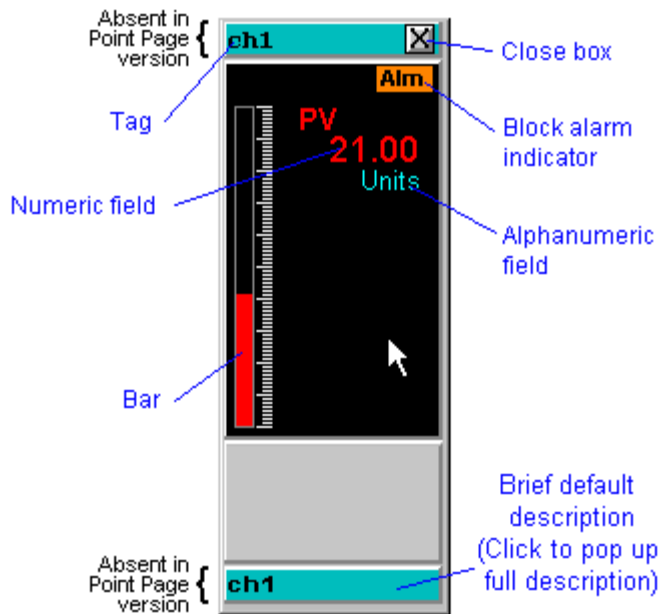 Absent in
Point Page {
version
ch1
X
Close box
Alm
Tag
PV
Block alarm
indicator
21.00
Units
Numeric field
Alphanumeric
field
Bar
Brief default
description
(Click to pop up
full description)
Absent in
Point Page {
version
ch1